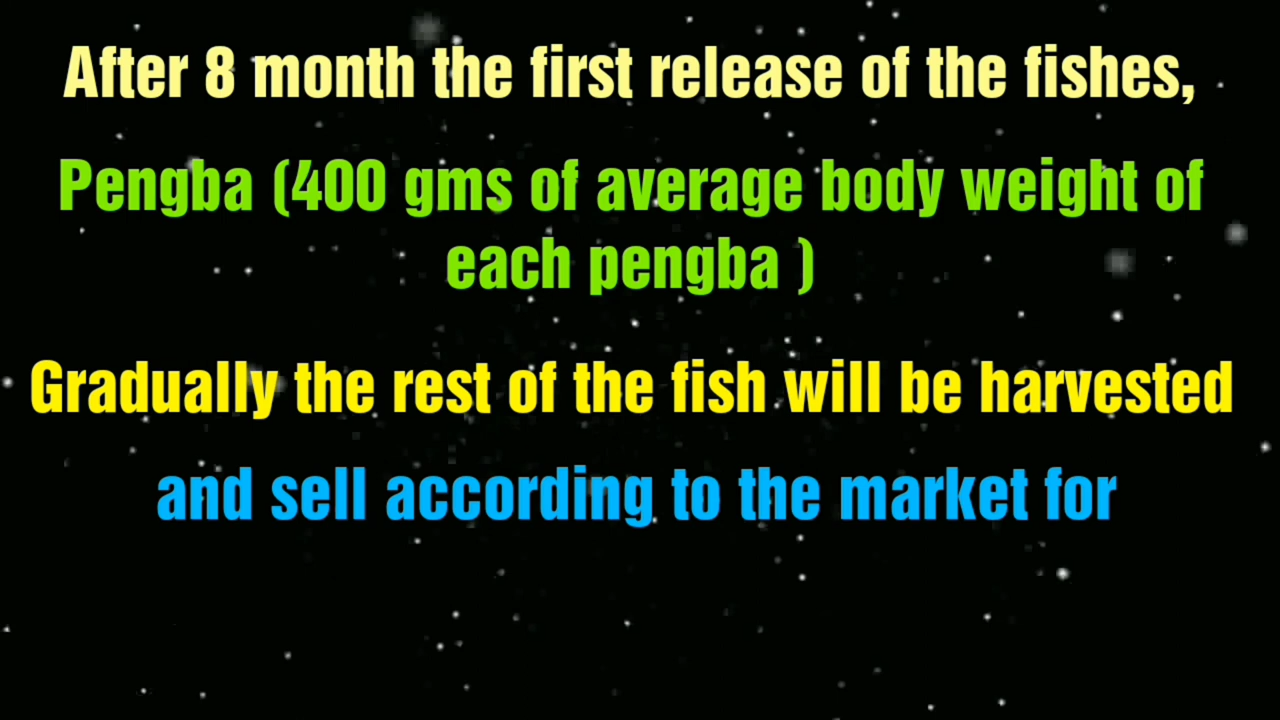 After 8 month the first release of the fishes,
Pengba (400 gms of average body weight of
each pengba )
Gradually the rest of the fish will be harvested
and sell according to the market for